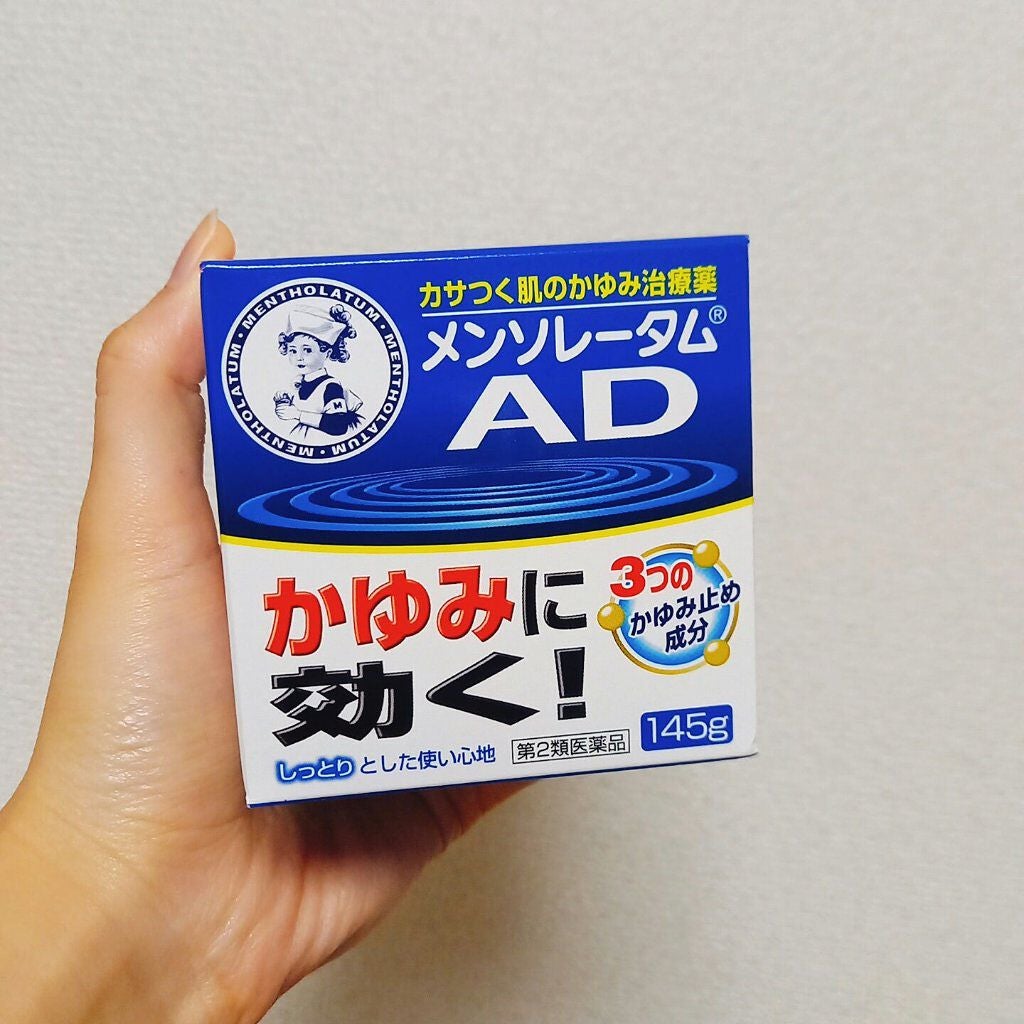 MENTHOLATUM・MENTHOLATUM・MENTHOLATUM・
M
カサつく肌のかゆみ治療薬
メンソレータム®
AD
かゆみに
効く!
3つの
かゆみ止め
成分
しっとりとした使い心地
第2類医薬品
145g